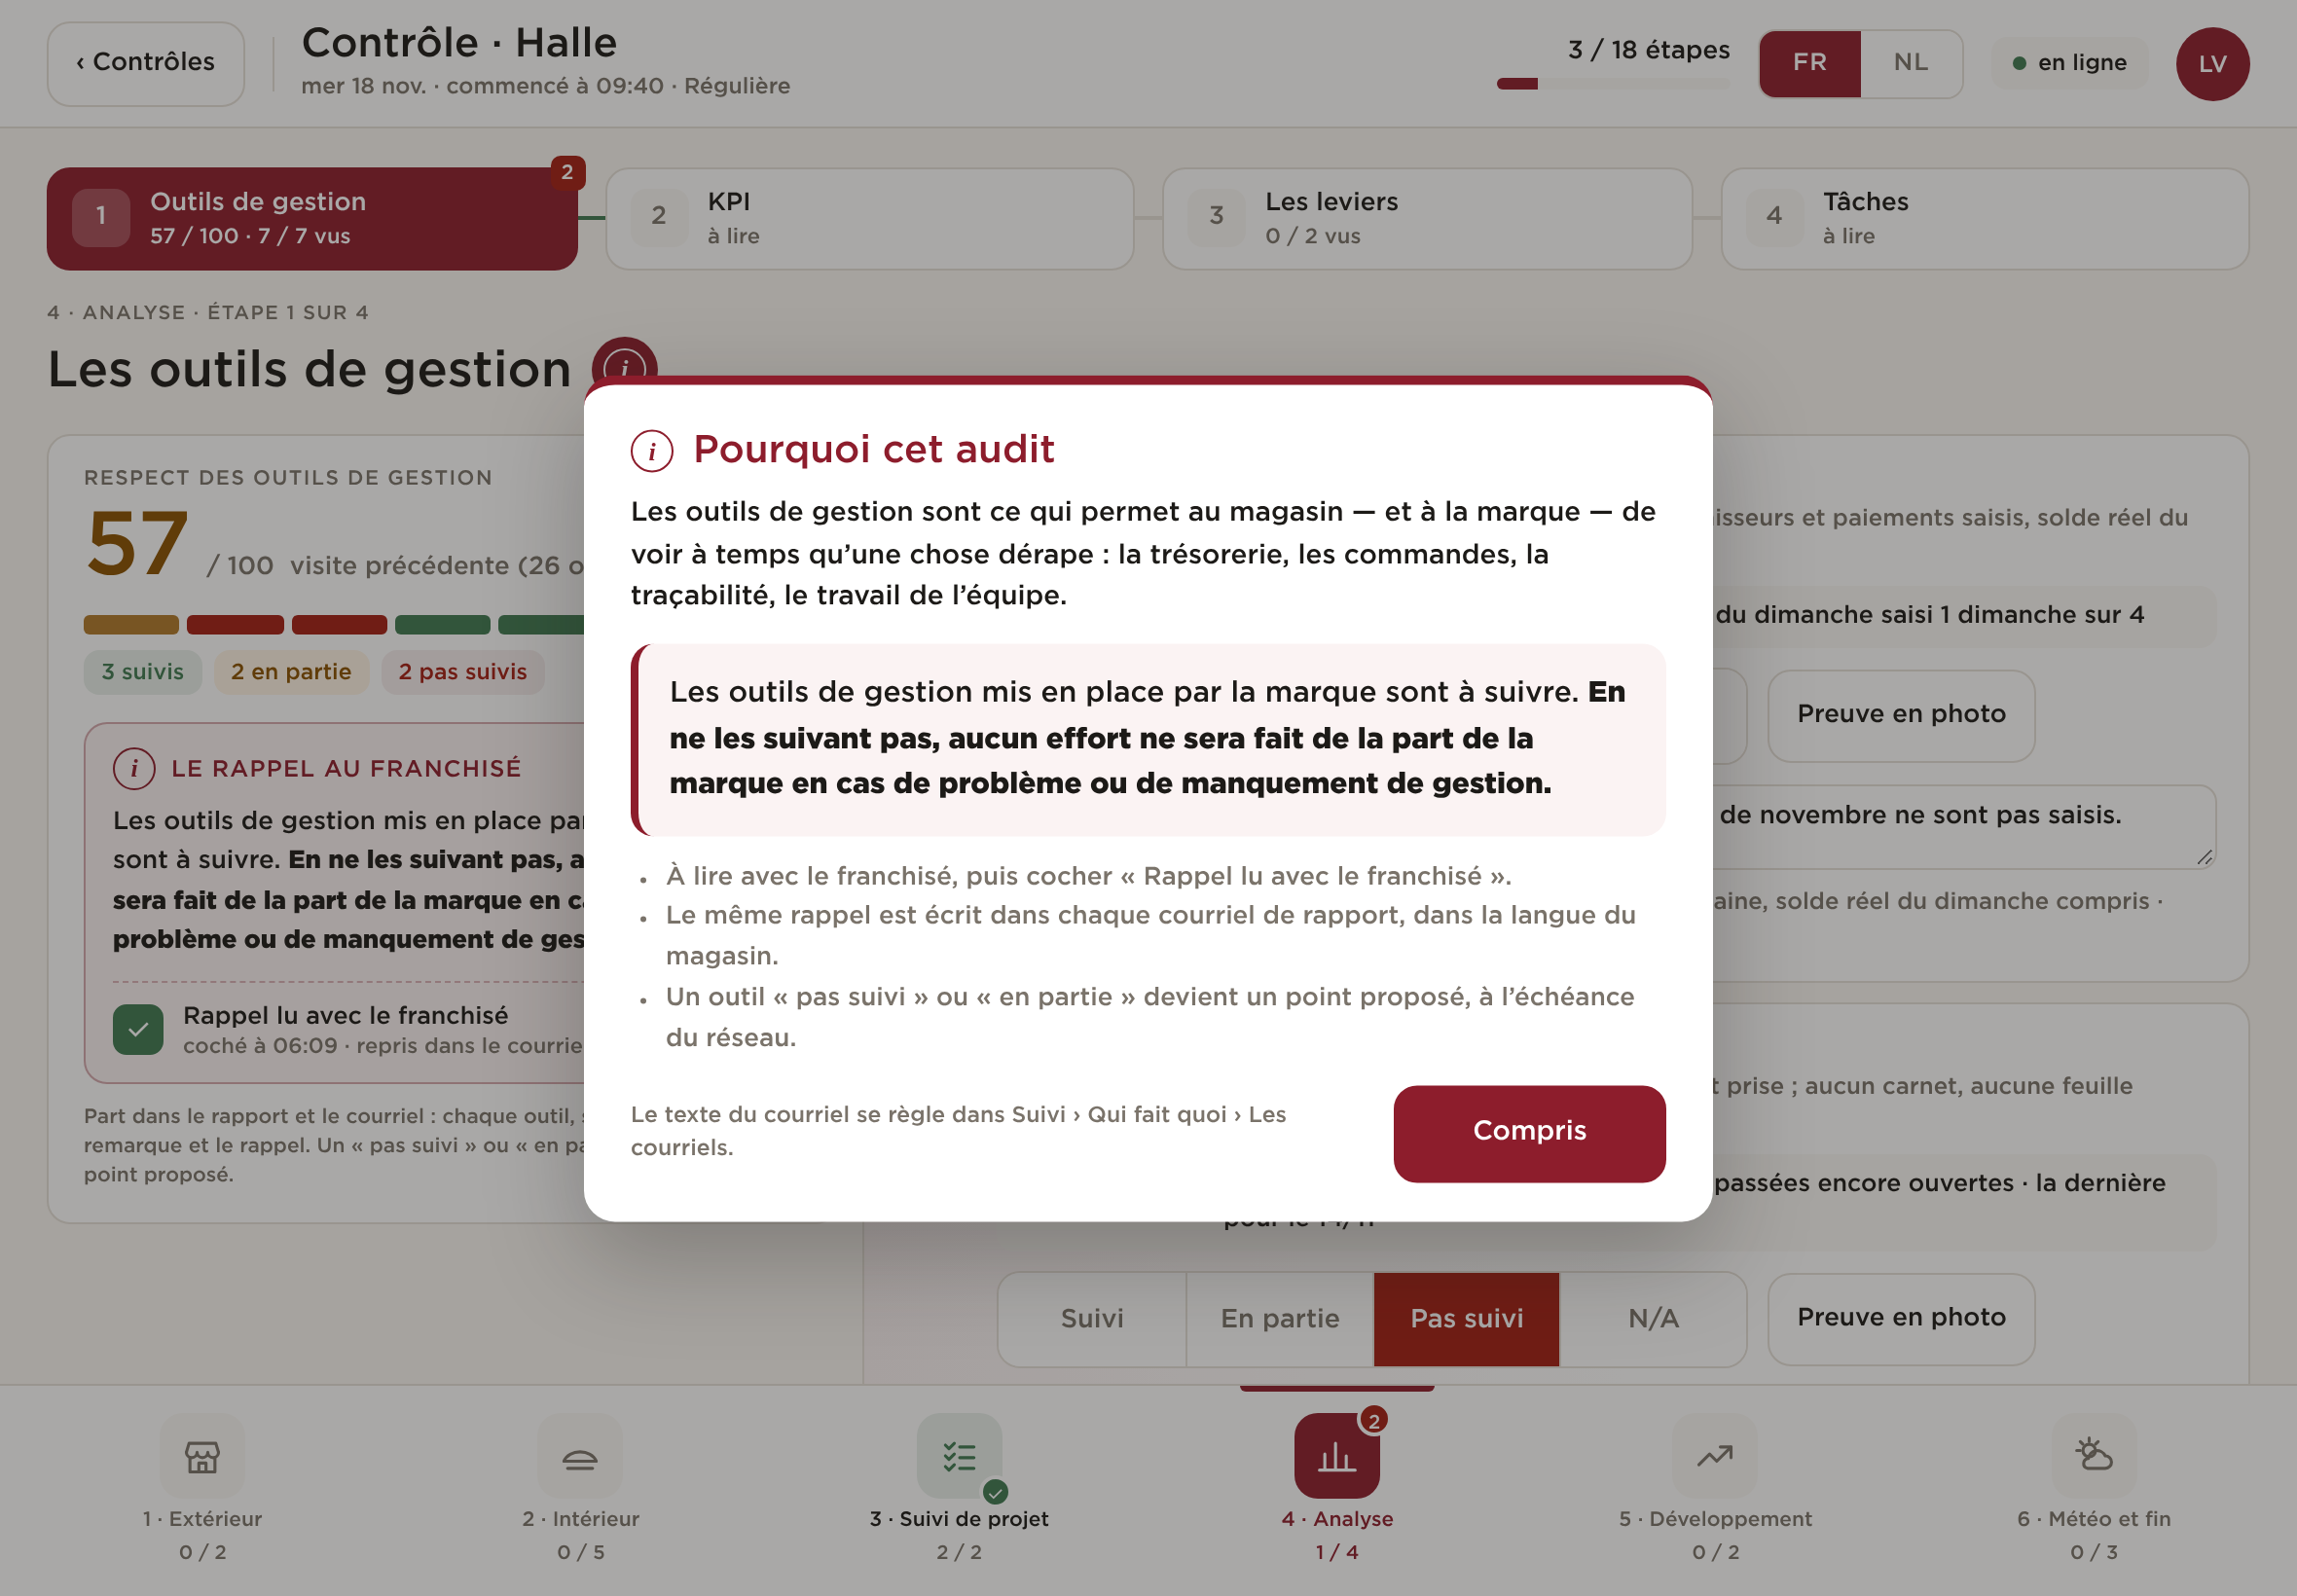 ‹ Contrôles
Contrôle · Halle
mer 18 nov. · commencé à 09:40 · Régulière
3 / 18 étapes
FR
NL
en ligne
LV
1
Outils de gestion
57 / 100 · 7 / 7 vus
2
2
KPI
à lire
3
Les leviers
0 / 2 vus
4
Tâches
à lire
4 · ANALYSE · ÉTAPE 1 SUR 4
Les outils de gestion
RESPECT DES OUTILS DE GESTION
57 / 100 visite précédente (26
3 suivis
2 en partie
2 pas suivis
i LE RAPPEL AU FRANCHISÉ
Les outils de gestion mis en place
sont à suivre. En ne les suivant pas,
sera fait de la part de la marque en
problème ou de manquement de
Rappel lu avec le franchisé
coché à 06:09 · repris dans le
Part dans le rapport et le courriel : chaque outil,
remarque et le rappel. Un « pas suivi » ou « en
point proposé.
i Pourquoi cet audit
Les outils de gestion sont ce qui permet au magasin — et à la marque — de
voir à temps qu’une chose dérape : la trésorerie, les commandes, la
traçabilité, le travail de l’équipe.
Les outils de gestion mis en place par la marque sont à suivre. En
ne les suivant pas, aucun effort ne sera fait de la part de la
marque en cas de problème ou de manquement de gestion.
• À lire avec le franchisé, puis cocher « Rappel lu avec le franchisé ».
• Le même rappel est écrit dans chaque courriel de rapport, dans la langue du
magasin.
• Un outil « pas suivi » ou « en partie » devient un point proposé, à l’échéance
du réseau.
Le texte du courriel se règle dans Suivi › Qui fait quoi › Les
courriels.
Compris
et paiements saisis, solde réel du
du dimanche saisi 1 dimanche sur 4
Preuve en photo
de novembre ne sont pas saisis.
solde réel du dimanche compris ·
prise ; aucun carnet, aucune feuille
passées encore ouvertes · la dernière
Suivi
En partie
Pas suivi
N/A
Preuve en photo
1 · Extérieur
0 / 2
2 · Intérieur
0 / 5
3 · Suivi de projet
2 / 2
2
4 · Analyse
1 / 4
5 · Développement
0 / 2
6 · Météo et fin
0 / 3